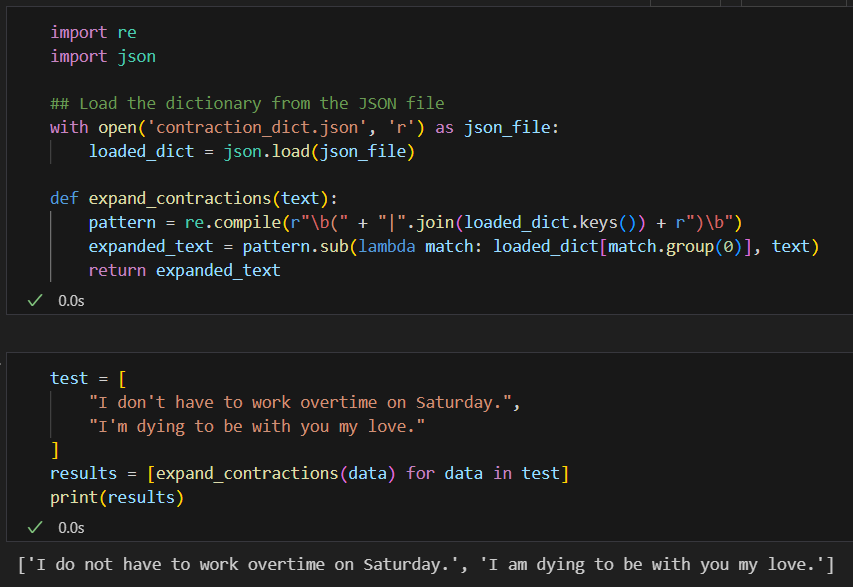 import re
import json
## Load the dictionary from the JSON file
with open('contraction_dict.json', 'r') as json_file:
    loaded_dict = json.load(json_file)
def expand_contractions(text):
    pattern = re.compile(r"\b(" + "|".join(loaded_dict.keys()) + r")\b")
    expanded_text = pattern.sub(lambda match: loaded_dict[match.group(0)], text)
    return expanded_text
✓ 0.0s
test = [
    "I don't have to work overtime on Saturday.",
    "I'm dying to be with you my love."
]
results = [expand_contractions(data) for data in test]
print(results)
✓ 0.0s
['I do not have to work overtime on Saturday.', 'I am dying to be with you my love.']